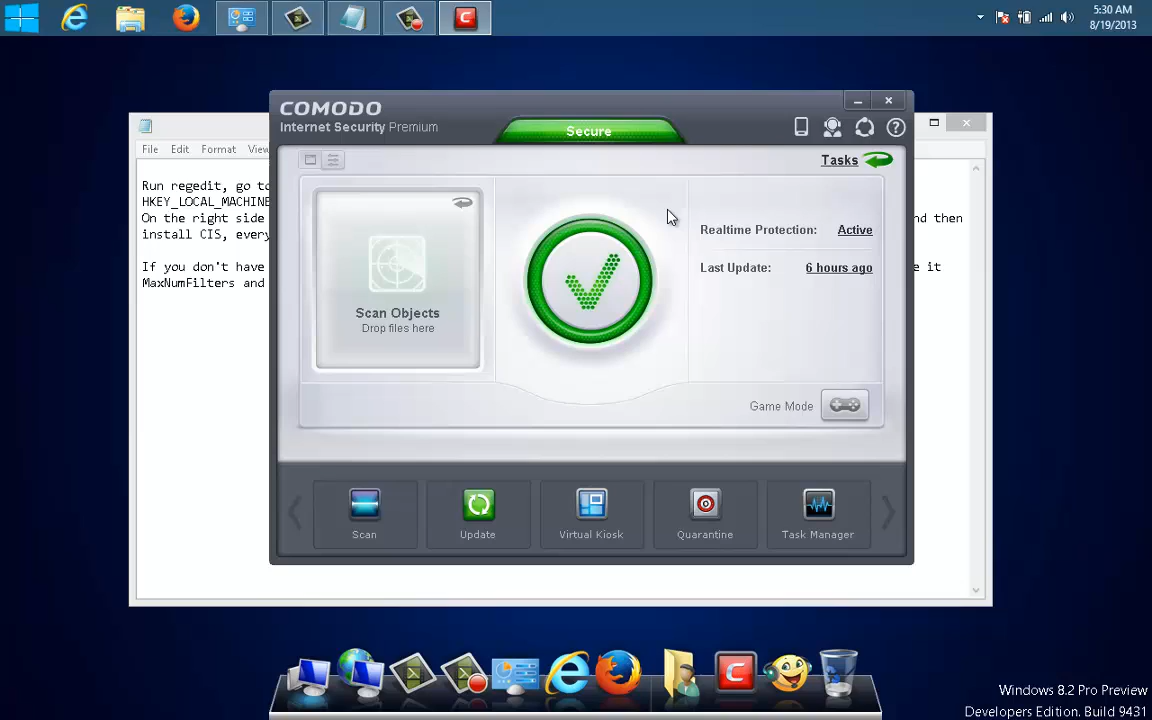 5:30 AM
8/19/2013
COMODO
Internet Security Premium
Secure
File Edit Format View
Tasks
Run regedit, go to
HKEY_LOCAL_MACHINE
On the right side
and then
install CIS, every
If you don't have
e it
MaxNumFilters and
Scan Objects
Drop files here
Realtime Protection: Active
Last Update: 6 hours ago
Game Mode
Scan
Update
Virtual Kiosk
Quarantine
Task Manager
Windows 8.2 Pro Preview
Developers Edition. Build 9431